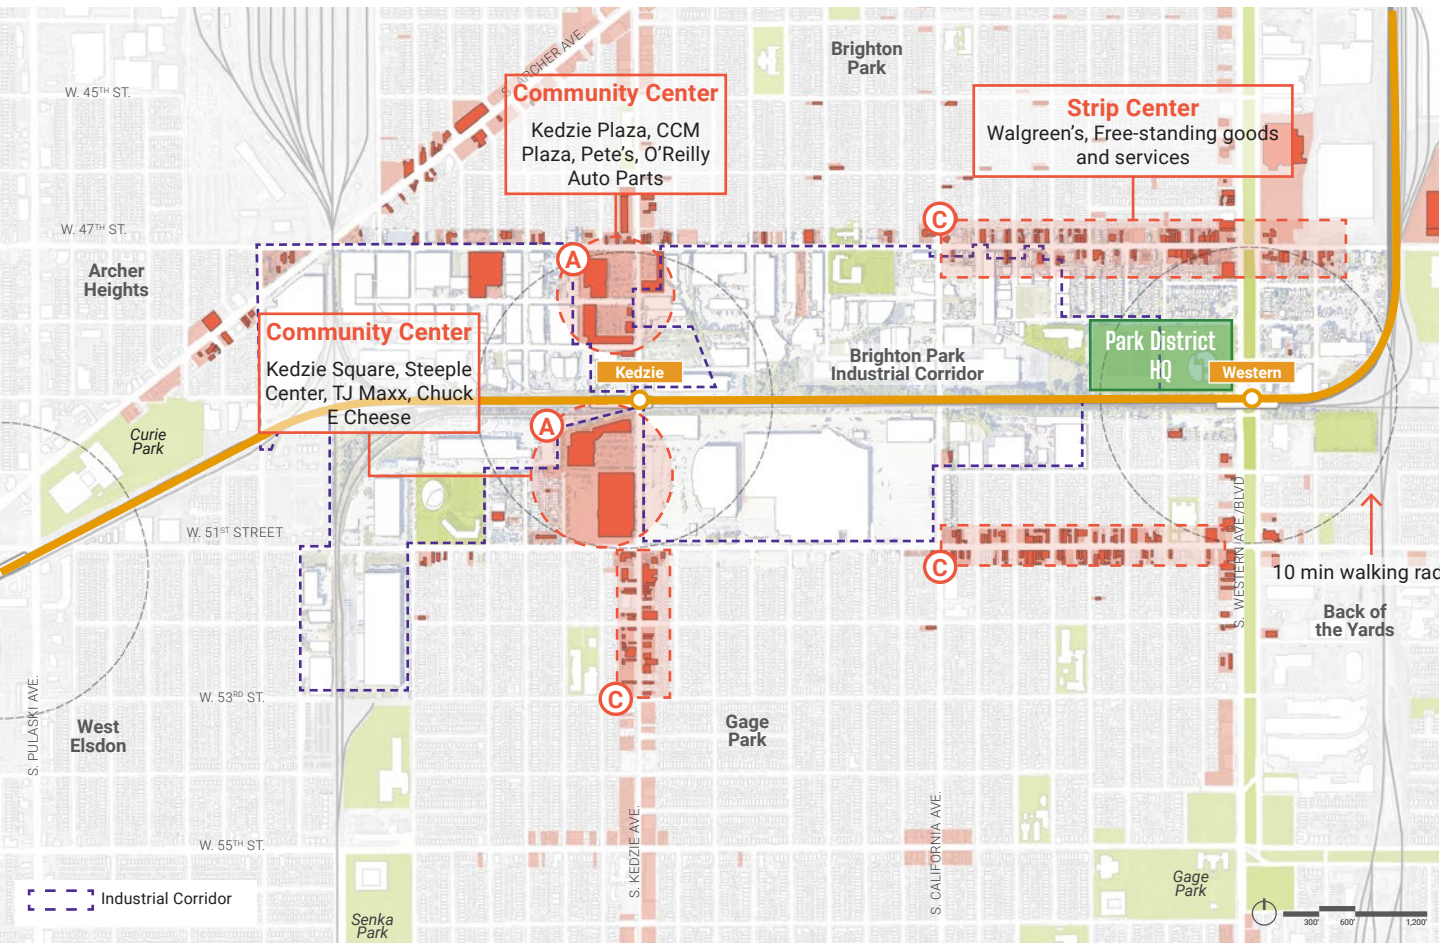 S. ARCHER AVE.
Brighton
Park
W. 45TH ST.
Community Center
Kedzie Plaza, CCM
Plaza, Pete's, O'Reilly
Auto Parts
Strip Center
Walgreen's, Free-standing goods
and services
W. 47TH ST.
C
A
Archer
Heights
Community Center
Kedzie Square, Steeple
Center, TJ Maxx, Chuck
E Cheese
Kedzie
Brighton Park
Industrial Corridor
Park District
HQ
Western
A
Curie
Park
W. 51ST STREET
C
S. WESTERN AVE./BLVD
10 min walking rad
Back of
the Yards
W. 53RD ST.
C
S. PULASKI AVE.
West
Elsdon
Gage
Park
S. KEDZIE AVE.
S. CALIFORNIA AVE.
W. 55TH ST.
Industrial Corridor
Senka
Park
Gage
Park
300'
600'
1,200'